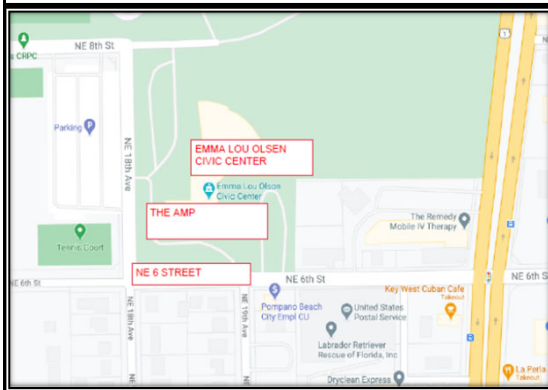 NE 8th St
CRPC
1
Parking
P
NE 18th Ave
EMMA LOU OLSEN
CIVIC CENTER
Emma Lou Olson
Civic Center
THE AMP
The Remedy
Mobile IV Therapy
Tennis Court
NE 6 STREET
NE 6th St
NE 6th St
NE 6th S
NE 18th Ave
NE 19th Ave
Pompano Beach
City Empl CU
United States
Postal Service
Key West Cuban Cafe
Takeout
Labrador Retriever
Rescue of Florida, Inc
La Perla
Takeout
Dryclean Express
NE
NE